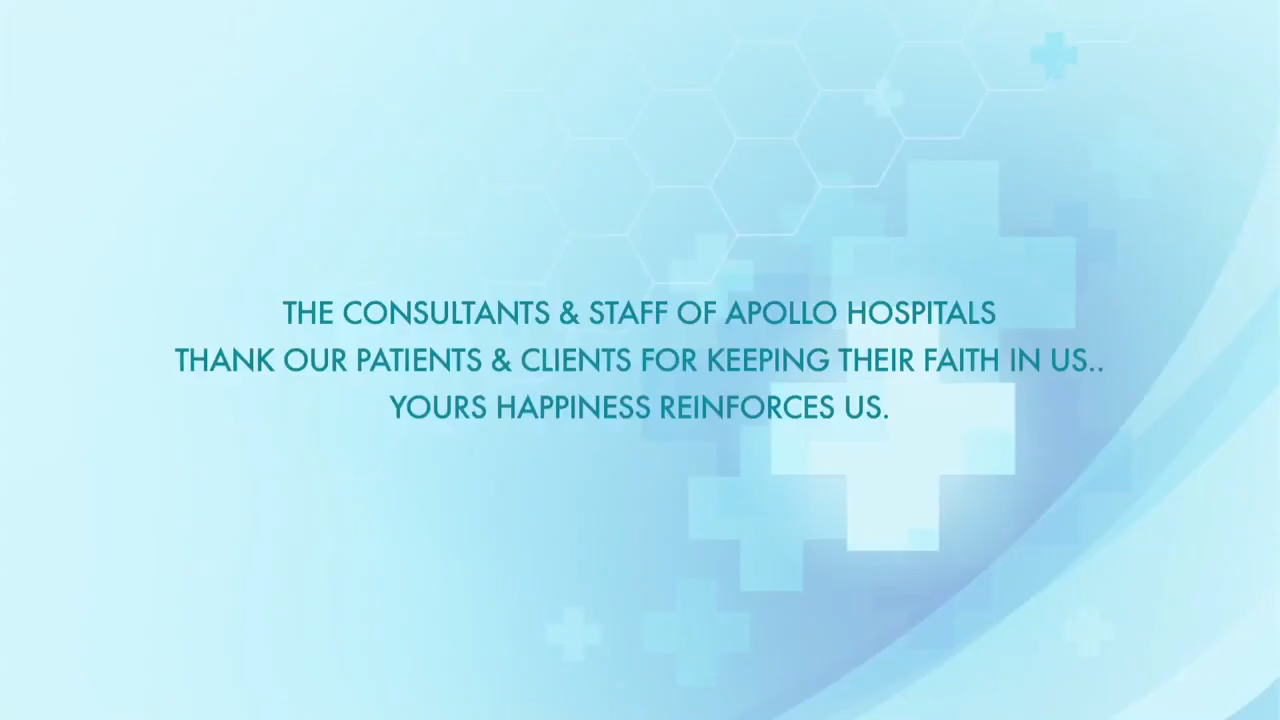 THE CONSULTANTS & STAFF OF APOLLO HOSPITALS
THANK OUR PATIENTS & CLIENTS FOR KEEPING THEIR FAITH IN US..
YOURS HAPPINESS REINFORCES US.